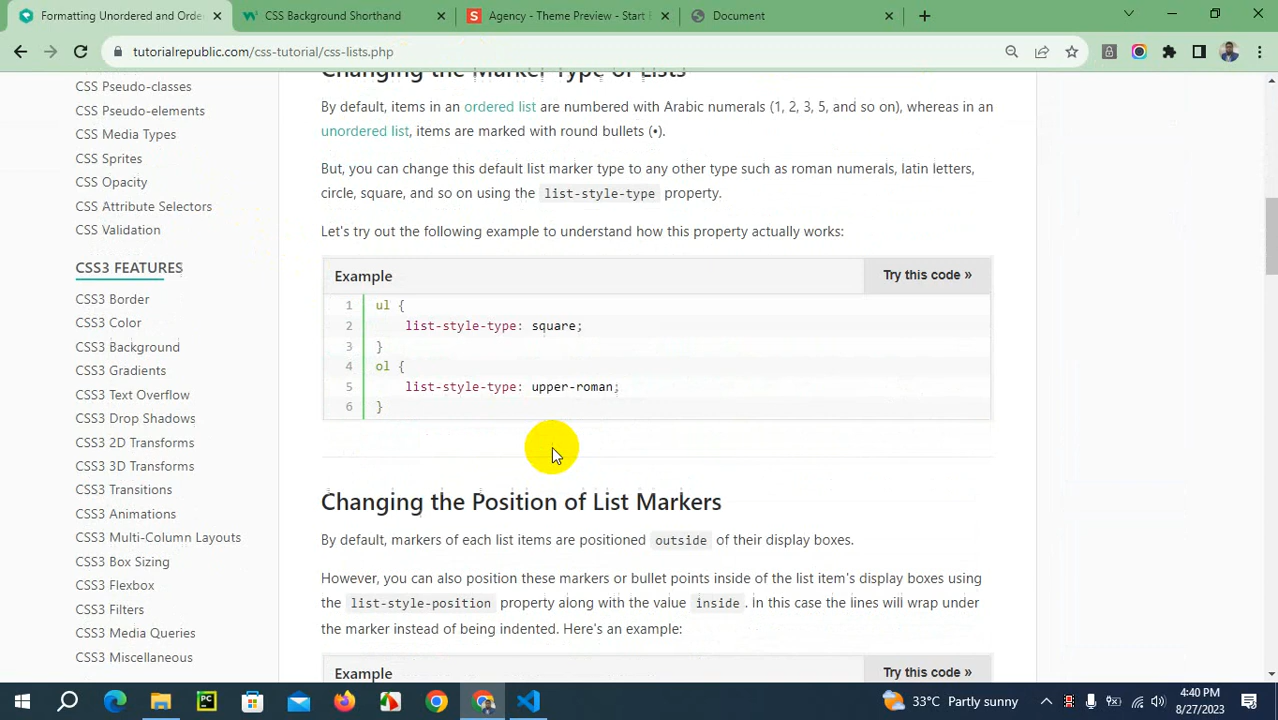 Formatting Unordered and Orde
CSS Background Shorthand
Agency - Theme Preview - Start
Document
tutorialrepublic.com/css-tutorial/css-lists.php
CSS Pseudo-classes
CSS Pseudo-elements
CSS Media Types
CSS Sprites
CSS Opacity
CSS Attribute Selectors
CSS Validation
CSS3 FEATURES
CSS3 Border
CSS3 Color
CSS3 Background
CSS3 Gradients
CSS3 Text Overflow
CSS3 Drop Shadows
CSS3 2D Transforms
CSS3 3D Transforms
CSS3 Transitions
CSS3 Animations
CSS3 Multi-Column Layouts
CSS3 Box Sizing
CSS3 Flexbox
CSS3 Filters
CSS3 Media Queries
CSS3 Miscellaneous
Changing the Marker Type of Lists
By default, items in an ordered list are numbered with Arabic numerals (1, 2, 3, 5, and so on), whereas in an
unordered list, items are marked with round bullets (•).
But, you can change this default list marker type to any other type such as roman numerals, latin letters,
circle, square, and so on using the list-style-type property.
Let's try out the following example to understand how this property actually works:
Example
Try this code »
1 ul {
2 list-style-type: square;
3 }
4 ol {
5 list-style-type: upper-roman;
6 }
Changing the Position of List Markers
By default, markers of each list items are positioned outside of their display boxes.
However, you can also position these markers or bullet points inside of the list item's display boxes using
the list-style-position property along with the value inside. In this case the lines will wrap under
the marker instead of being indented. Here's an example:
Example
Try this code »
33°C Partly sunny
4:40 PM
8/27/2023